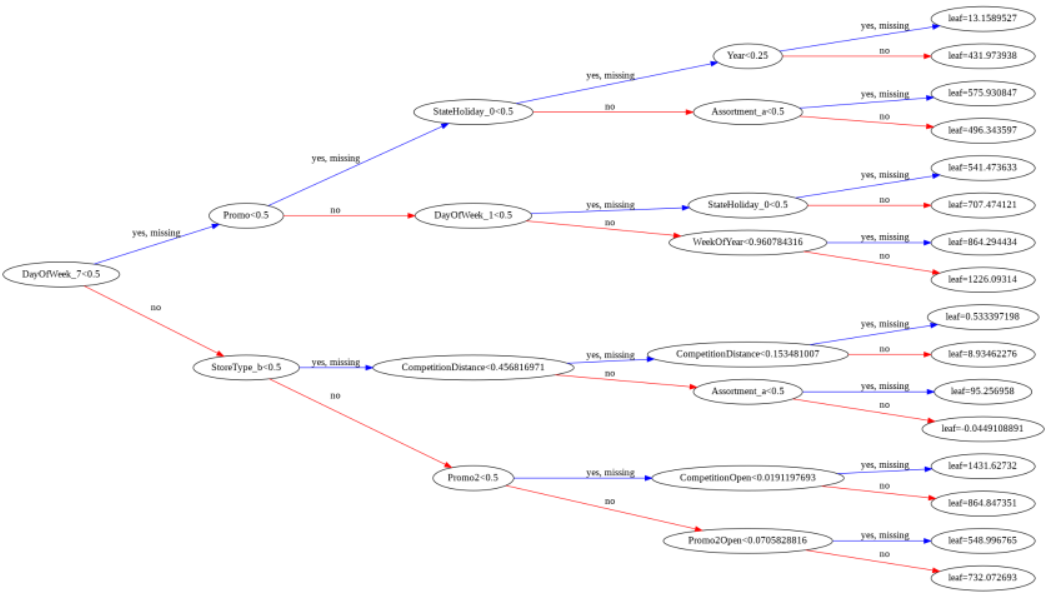 leaf=13.1589527
yes, missing
Year<0.25
no
leaf=431.973938
yes, missing
StateHoliday_0<0.5
no
Assortment_a<0.5
yes, missing
leaf=575.930847
no
leaf=496.343597
yes, missing
Promo<0.5
no
DayOfWeek_1<0.5
yes, missing
StateHoliday_0<0.5
yes, missing
leaf=541.473633
no
leaf=707.474121
no
WeekOfYear<0.960784316
yes, missing
leaf=864.294434
no
leaf=1226.09314
yes, missing
DayOfWeek_7<0.5
no
StoreType_b<0.5
yes, missing
CompetitionDistance<0.456816971
yes, missing
CompetitionDistance<0.153481007
yes, missing
leaf=0.533397198
no
leaf=8.93462276
no
Assortment_a<0.5
yes, missing
leaf=95.256958
no
leaf=-0.0449108891
no
Promo2<0.5
yes, missing
CompetitionOpen<0.0191197693
yes, missing
leaf=1431.62732
no
leaf=864.847351
no
Promo2Open<0.0705828816
yes, missing
leaf=548.996765
no
leaf=732.072693